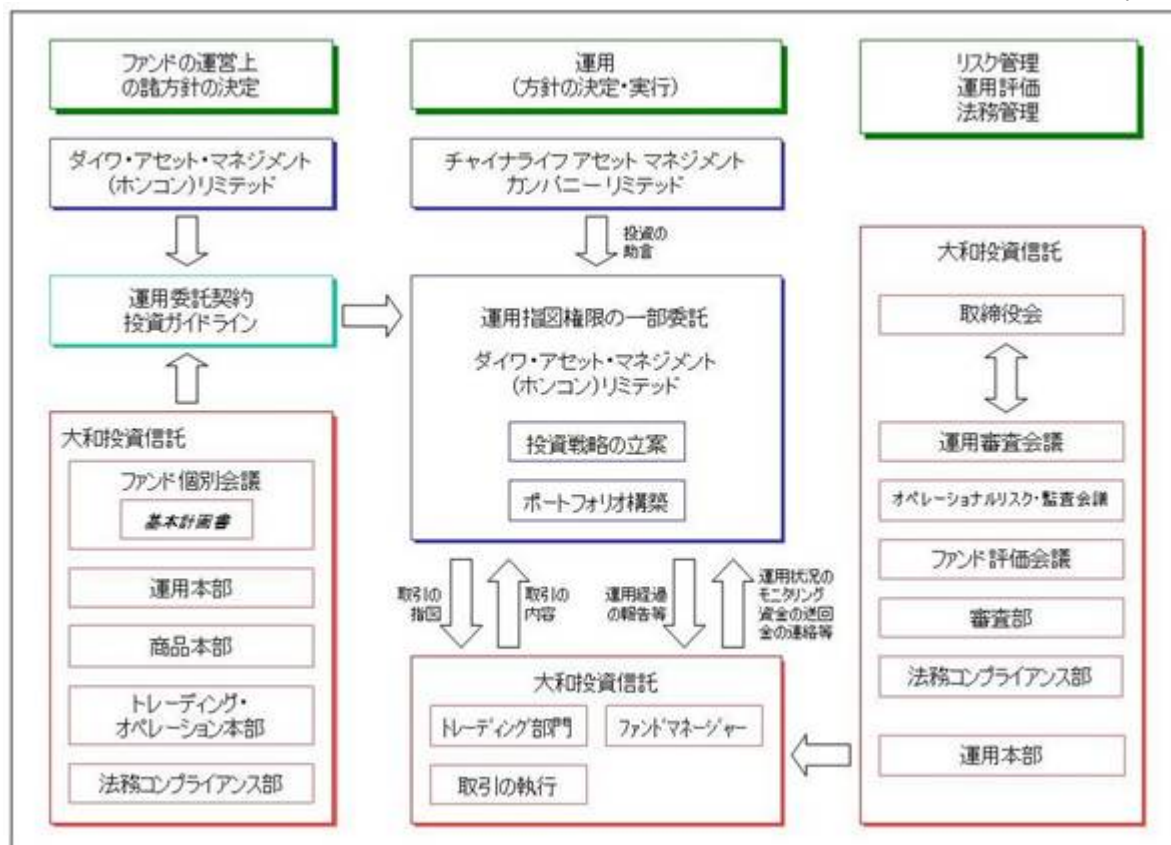 ファンドの運営上
の諸方針の決定
運用
(方針の決定・実行)
リスク管理
運用評価
法務管理
ダイワ・アセット・マネジメント
(ホンコン)リミテッド
チャイナライフ アセット マネジメント
カンパニー リミテッド
投資の
助言
運用委託契約
投資ガイドライン
運用指図権限の一部委託
ダイワ・アセット・マネジメント
(ホンコン)リミテッド
投資戦略の立案
ポートフォリオ構築
大和投資信託
ファンド個別会議
基本計画書
運用本部
商品本部
トレーディング・
オペレーション本部
法務コンプライアンス部
取引の
指図
取引の
内容
運用経過
の報告等
運用状況の
モニタリング
資金の送回
金の連絡等
大和投資信託
トレーディング部門
ファンドマネージャー
取引の執行
大和投資信託
取締役会
運用審査会議
オペレーショナルリスク・監査会議
ファンド評価会議
審査部
法務コンプライアンス部
運用本部